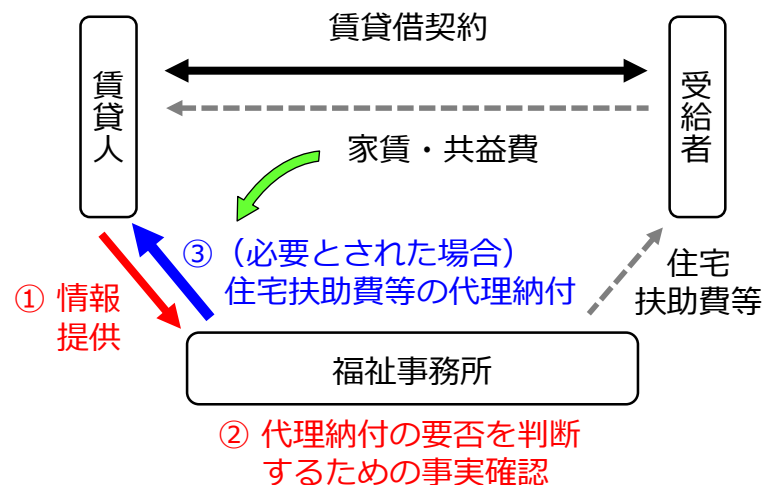 賃貸借契約
賃貸人
受給者
家賃・共益費
③（必要とされた場合）
住宅扶助費等の代理納付
① 情報
提供
住宅
扶助費等
福祉事務所
② 代理納付の要否を判断
するための事実確認